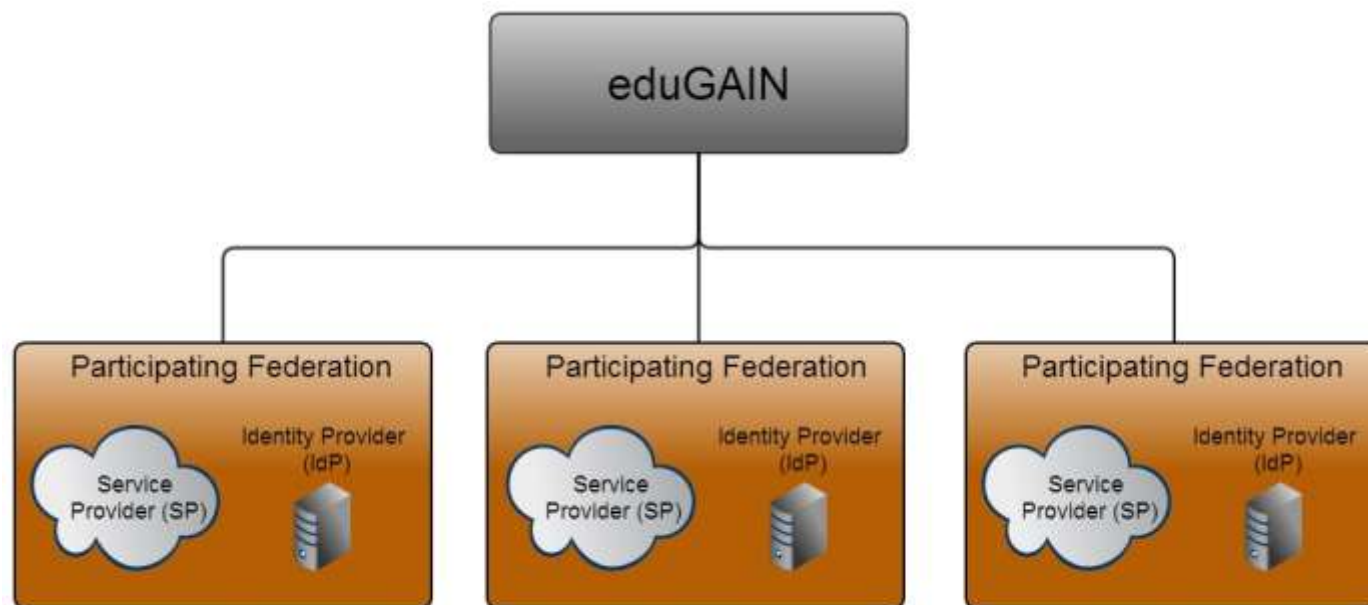 eduGAIN
Participating Federation
Identity Provider
(IdP)
Service
Provider (SP)
Participating Federation
Identity Provider
(IdP)
Service
Provider (SP)
Participating Federation
Identity Provider
(IdP)
Service
Provider (SP)